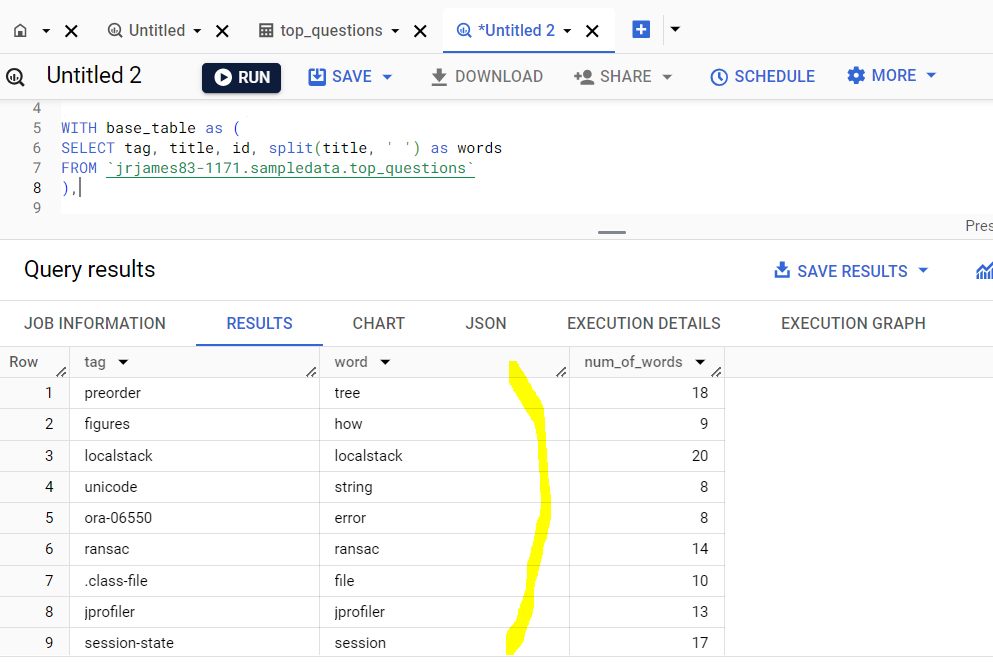 Untitled top_questions *Untitled 2
Untitled 2 RUN SAVE DOWNLOAD SHARE SCHEDULE MORE
4
5 WITH base_table as (
6 SELECT tag, title, id, split(title, ' ') as words
7 FROM `jrjames83-1171.sampledata.top_questions`
8 ),
9
Pres
Query results SAVE RESULTS
JOB INFORMATION RESULTS CHART JSON EXECUTION DETAILS EXECUTION GRAPH
Row tag word num_of_words
1 preorder tree 18
2 figures how 9
3 localstack localstack 20
4 unicode string 8
5 ora-06550 error 8
6 ransac ransac 14
7 .class-file file 10
8 jprofiler jprofiler 13
9 session-state session 17